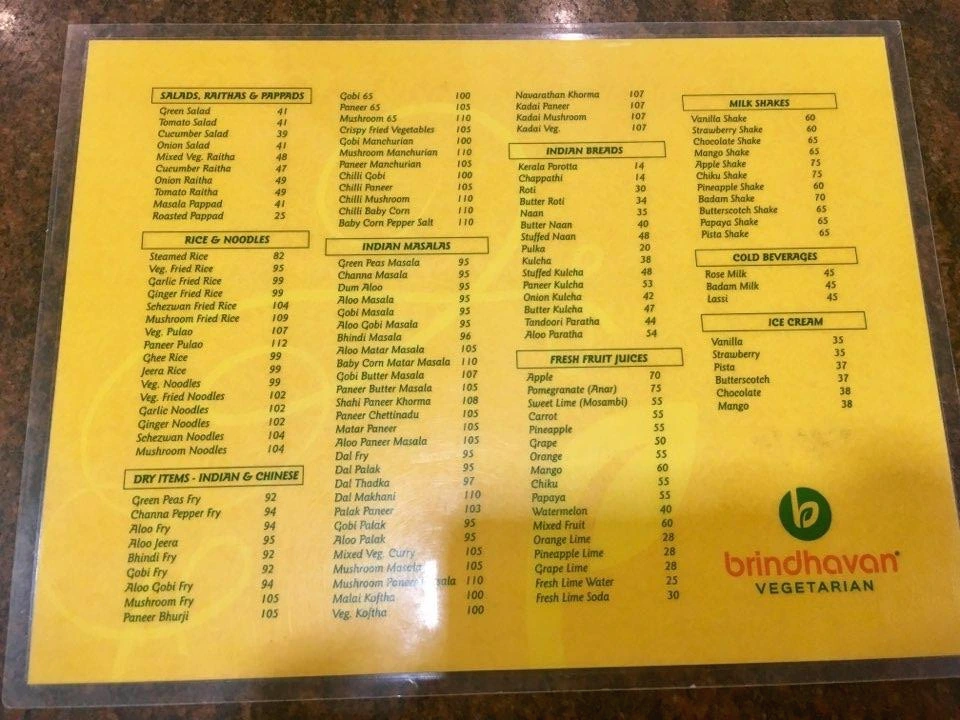 SALADS, RAITHAS & PAPPADS
Green Salad 41
Tomato Salad 41
Cucumber Salad 39
Onion Salad 41
Mixed Veg. Raitha 48
Cucumber Raitha 47
Onion Raitha 49
Tomato Raitha 49
Masala Pappad 41
Roasted Pappad 25
RICE & NOODLES
Steamed Rice 82
Veg. Fried Rice 95
Garlic Fried Rice 99
Ginger Fried Rice 99
Schezwan Fried Rice 104
Mushroom Fried Rice 109
Veg. Pulao 107
Paneer Pulao 112
Ghee Rice 99
Jeera Rice 99
Veg. Noodles 99
Veg. Fried Noodles 102
Garlic Noodles 102
Ginger Noodles 102
Schezwan Noodles 104
Mushroom Noodles 104
DRY ITEMS - INDIAN & CHINESE
Green Peas Fry 92
Channa Pepper Fry 94
Aloo Fry 94
Aloo Jeera 95
Bhindi Fry 92
Gobi Fry 92
Aloo Gobi Fry 94
Mushroom Fry 105
Paneer Bhurji 105
Gobi 65 100
Paneer 65 105
Mushroom 65 110
Crispy Fried Vegetables 105
Gobi Manchurian 100
Mushroom Manchurian 110
Paneer Manchurian 105
Chilli Gobi 100
Chilli Paneer 105
Chilli Mushroom 110
Chilli Baby Corn 110
Baby Corn Pepper Salt 110
INDIAN MASALAS
Green Peas Masala 95
Channa Masala 95
Dum Aloo 95
Aloo Masala 95
Gobi Masala 95
Aloo Gobi Masala 95
Bhindi Masala 96
Aloo Matar Masala 105
Baby Corn Matar Masala 110
Gobi Butter Masala 107
Paneer Butter Masala 105
Shahi Paneer Khorma 108
Paneer Chettinadu 105
Matar Paneer 105
Aloo Paneer Masala 105
Dal Fry 95
Dal Palak 95
Dal Thadka 97
Dal Makhani 110
Palak Paneer 103
Gobi Palak 95
Aloo Palak 95
Mixed Veg. Curry 105
Mushroom Masala 105
Mushroom Paneer 110
Malai Koftha 100
Veg. Koftha 100
Navarathan Khorma 107
Kadai Paneer 107
Kadai Mushroom 107
Kadai Veg. 107
INDIAN BREADS
Kerala Porotta 14
Chappathi 14
Roti 30
Butter Roti 34
Naan 35
Butter Naan 40
Stuffed Naan 48
Pulka 20
Kulcha 38
Stuffed Kulcha 48
Paneer Kulcha 53
Onion Kulcha 42
Butter Kulcha 47
Tandoori Paratha 44
Aloo Paratha 54
FRESH FRUIT JUICES
Apple 70
Pomegranate (Anar) 75
Sweet Lime (Mosambi) 55
Carrot 55
Pineapple 55
Grape 50
Orange 55
Mango 60
Chiku 55
Papaya 55
Watermelon 40
Mixed Fruit 60
Orange Lime 28
Pineapple Lime 28
Grape Lime 28
Fresh Lime Water 25
Fresh Lime Soda 30
MILK SHAKES
Vanilla Shake 60
Strawberry Shake 60
Chocolate Shake 65
Mango Shake 65
Apple Shake 75
Chiku Shake 75
Pineapple Shake 60
Badam Shake 70
Butterscotch Shake 65
Papaya Shake 65
Pista Shake 65
COLD BEVERAGES
Rose Milk 45
Badam Milk 45
Lassi 45
ICE CREAM
Vanilla 35
Strawberry 35
Pista 37
Butterscotch 37
Chocolate 38
Mango 38
brindhavan
VEGETARIAN